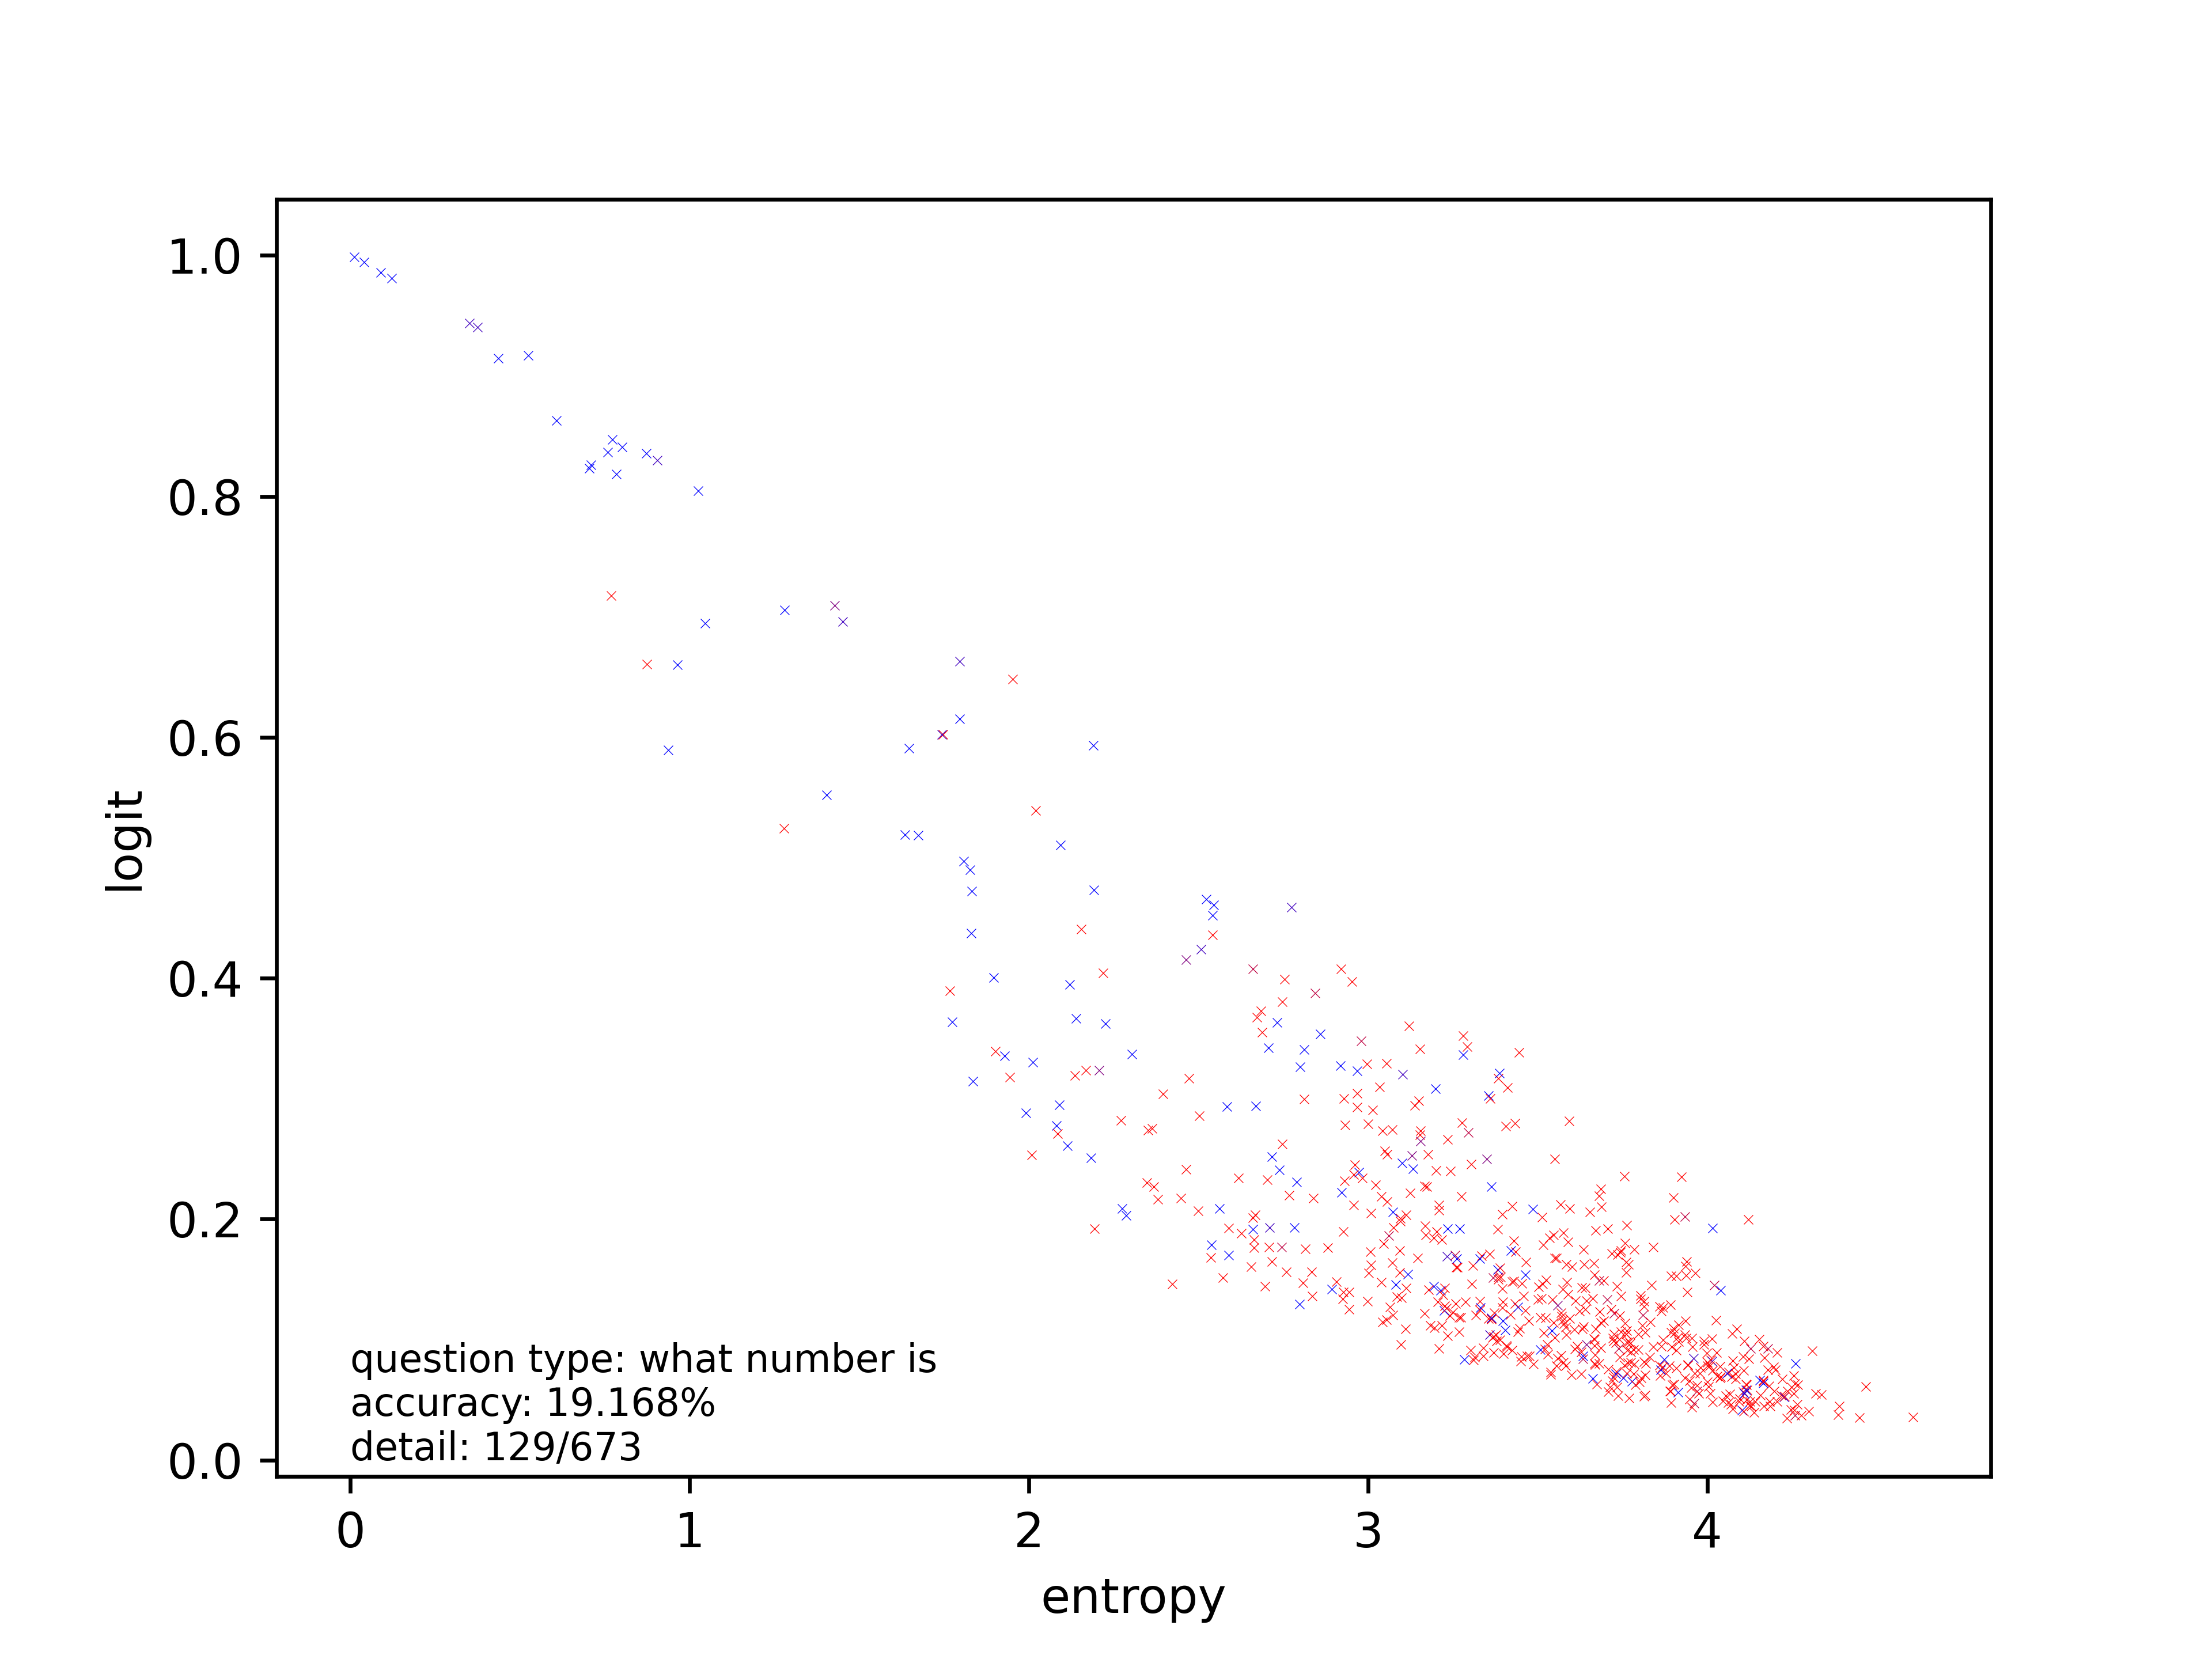 1.0
0.8
0.6
0.4
0.2
0.0
logit
question type: what number is
accuracy: 19.168%
detail: 129/673
0 1 2 3 4
entropy